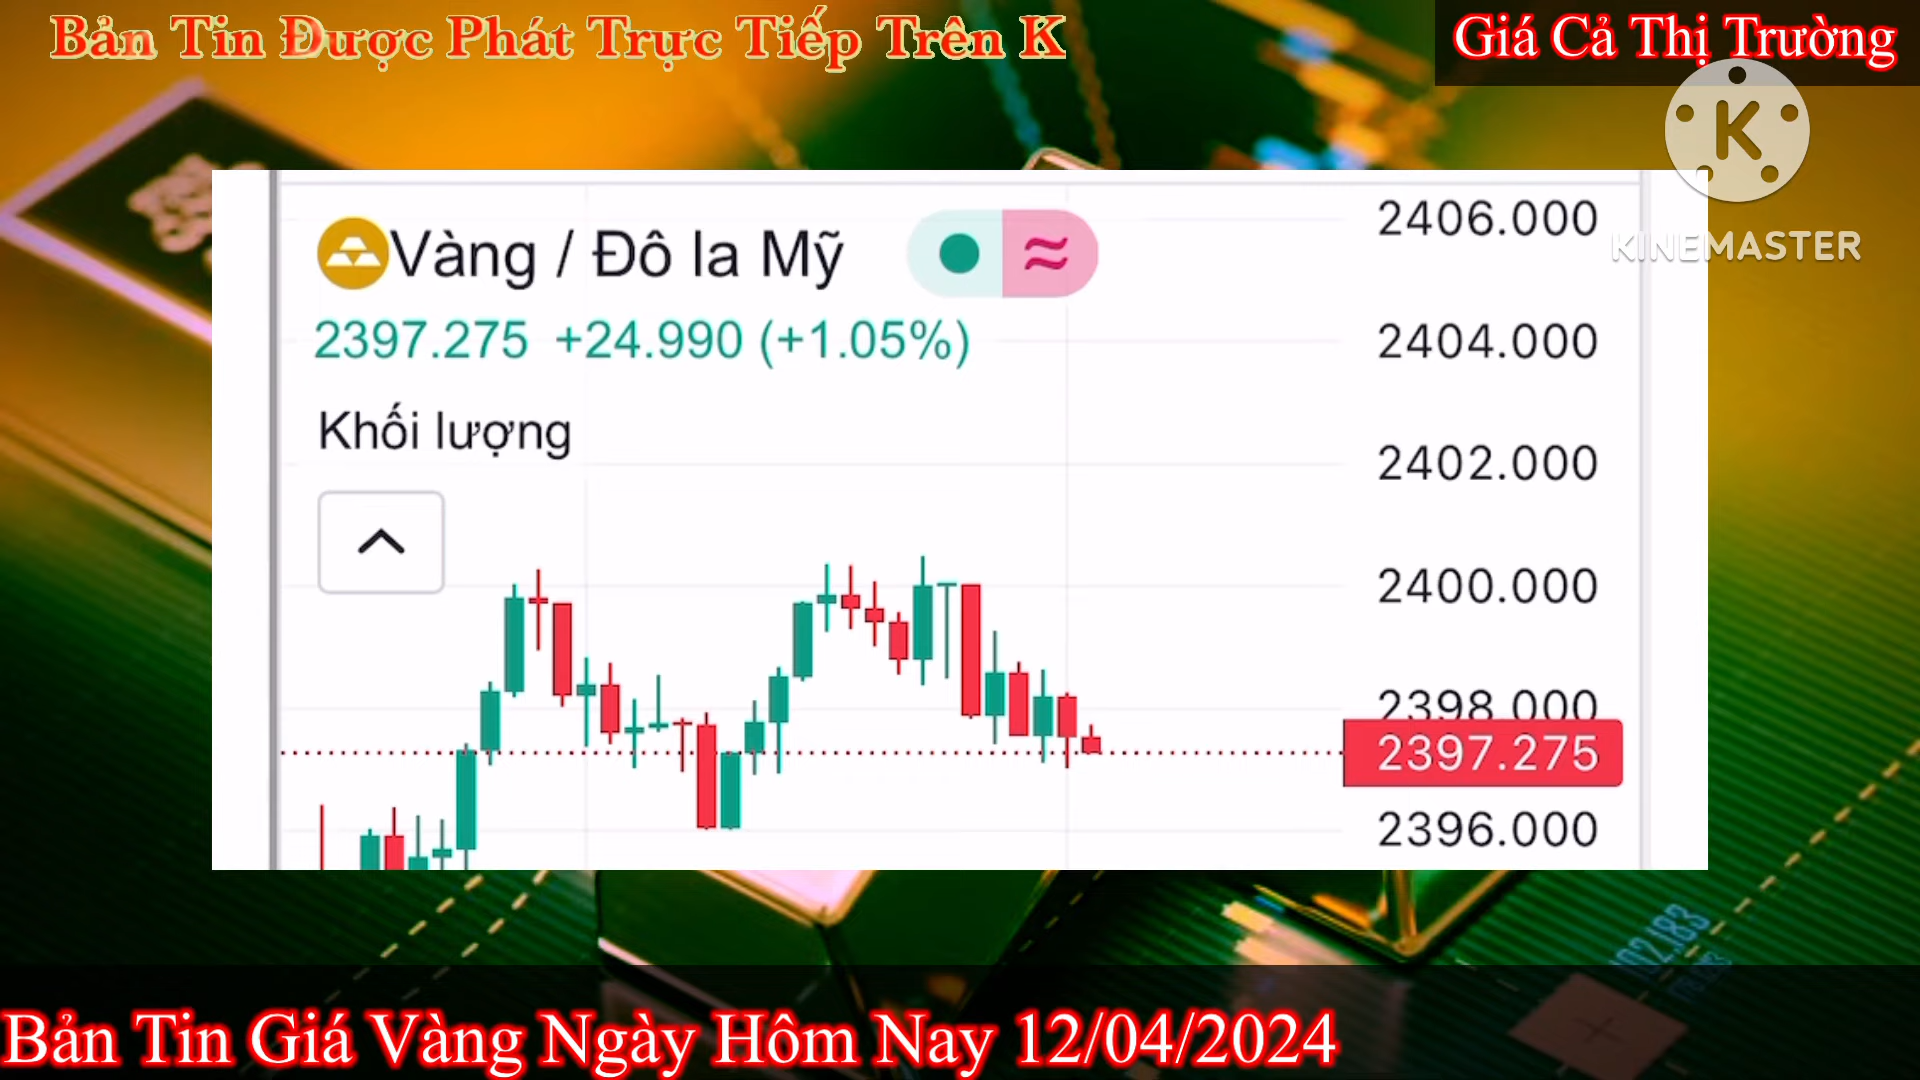 Bản Tin Được Phát Trực Tiếp Trên K
Giá Cả Thị Trường
K
KINEMASTER
Vàng / Đô la Mỹ
2397.275 +24.990 (+1.05%)
Khối lượng
2406.000
2404.000
2402.000
2400.000
2398.000
2397.275
2396.000
Bản Tin Giá Vàng Ngày Hôm Nay 12/04/2024